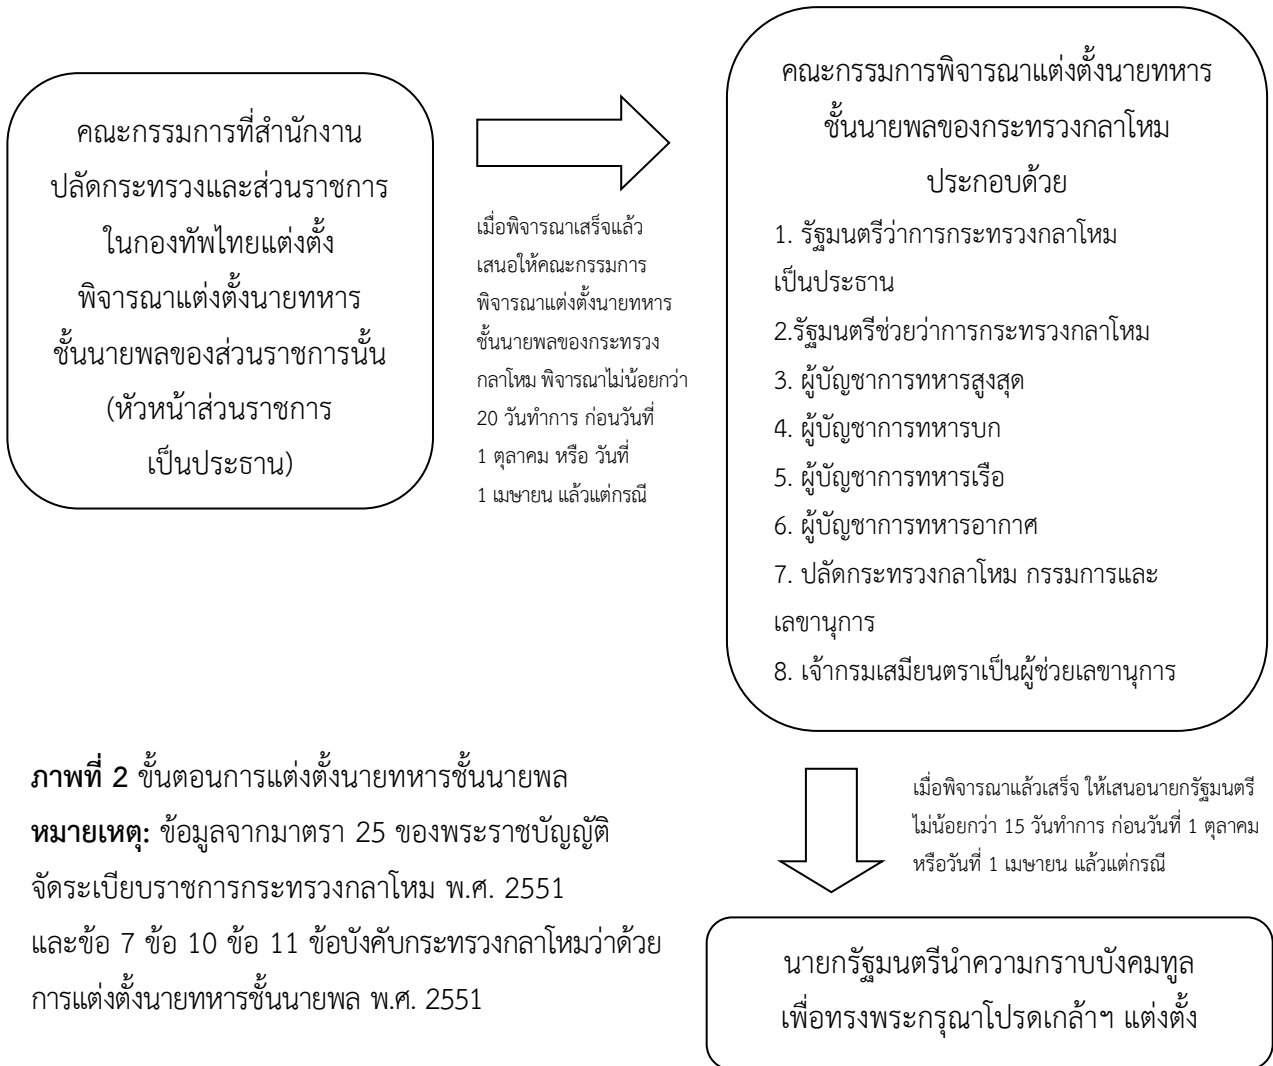 คณะกรรมการที่สำนักงาน
ปลัดกระทรวงและส่วนราชการ
ในกองทัพไทยแต่งตั้ง
พิจารณาแต่งตั้งนายทหาร
ชั้นนายพลของส่วนราชการนั้น
(หัวหน้าส่วนราชการ
เป็นประธาน)
เมื่อพิจารณาเสร็จแล้ว
เสนอให้คณะกรรมการ
พิจารณาแต่งตั้งนายทหาร
ชั้นนายพลของกระทรวง
กลาโหม พิจารณาไม่น้อยกว่า
20 วันทำการ ก่อนวันที่
1 ตุลาคม หรือ วันที่
1 เมษายน แล้วแต่กรณี
คณะกรรมการพิจารณาแต่งตั้งนายทหาร
ชั้นนายพลของกระทรวงกลาโหม
ประกอบด้วย
1. รัฐมนตรีว่าการกระทรวงกลาโหม
เป็นประธาน
2.รัฐมนตรีช่วยว่าการกระทรวงกลาโหม
3. ผู้บัญชาการทหารสูงสุด
4. ผู้บัญชาการทหารบก
5. ผู้บัญชาการทหารเรือ
6. ผู้บัญชาการทหารอากาศ
7. ปลัดกระทรวงกลาโหม กรรมการและ
เลขานุการ
8. เจ้ากรมเสมียนตราเป็นผู้ช่วยเลขานุการ
เมื่อพิจารณาแล้วเสร็จ ให้เสนอนายกรัฐมนตรี
ไม่น้อยกว่า 15 วันทำการ ก่อนวันที่ 1 ตุลาคม
หรือวันที่ 1 เมษายน แล้วแต่กรณี
นายกรัฐมนตรีนำความกราบบังคมทูล
เพื่อทรงพระกรุณาโปรดเกล้าฯ แต่งตั้ง
ภาพที่ 2 ขั้นตอนการแต่งตั้งนายทหารชั้นนายพล
หมายเหตุ: ข้อมูลจากมาตรา 25 ของพระราชบัญญัติ
จัดระเบียบราชการกระทรวงกลาโหม พ.ศ. 2551
และข้อ 7 ข้อ 10 ข้อ 11 ข้อบังคับกระทรวงกลาโหมว่าด้วย
การแต่งตั้งนายทหารชั้นนายพล พ.ศ. 2551